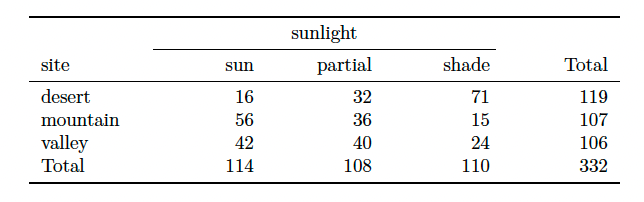 sunlight
site sun partial shade Total
desert 16 32 71 119
mountain 56 36 15 107
valley 42 40 24 106
Total 114 108 110 332